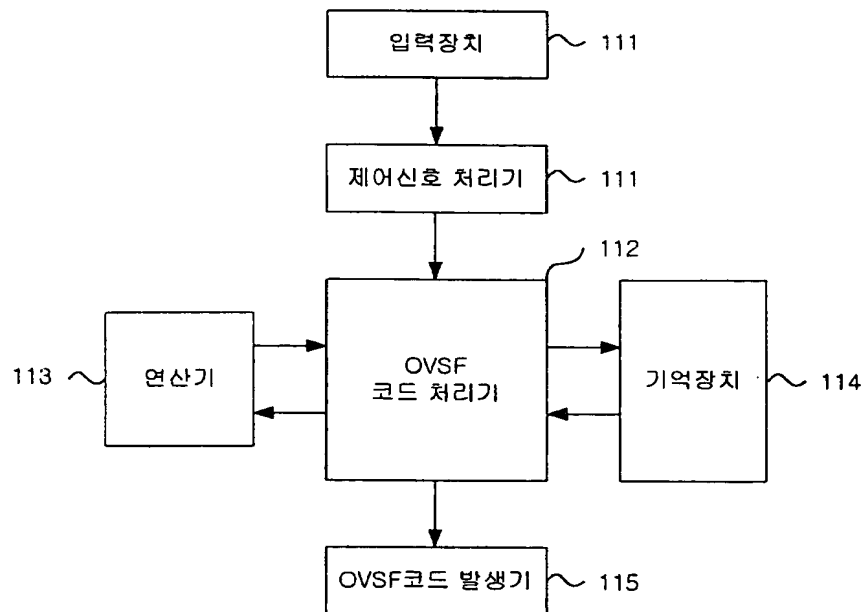 입력장치 111
제어신호 처리기 111
112
113 연산기
OVSF
코드 처리기
기억장치 114
OVSF코드 발생기 115